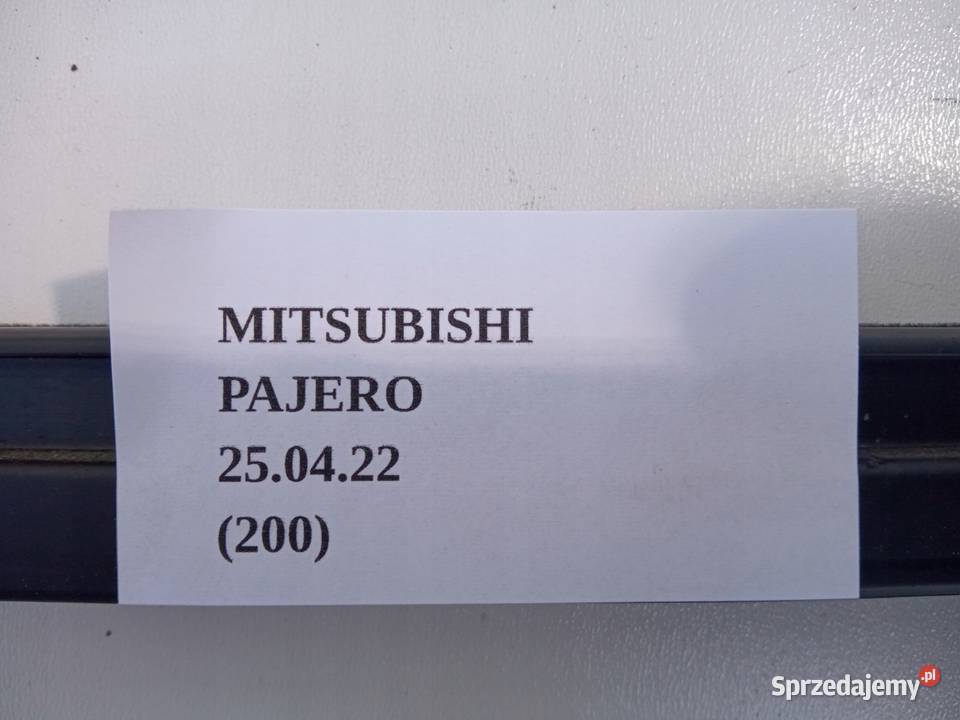 MITSUBISHI
PAJERO
25.04.22
(200)
Sprzedajemy.pl